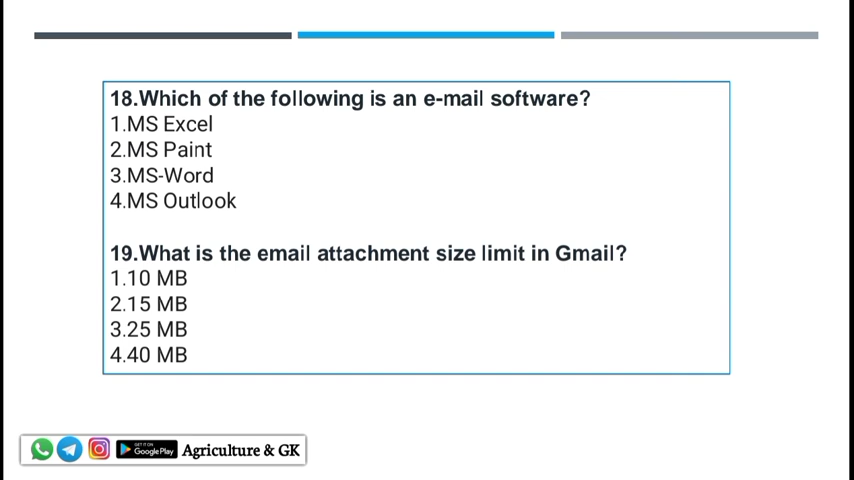 18.Which of the following is an e-mail software?
1.MS Excel
2.MS Paint
3.MS-Word
4.MS Outlook
19.What is the email attachment size limit in Gmail?
1.10 MB
2.15 MB
3.25 MB
4.40 MB
GET IT ON
Google Play
Agriculture & GK